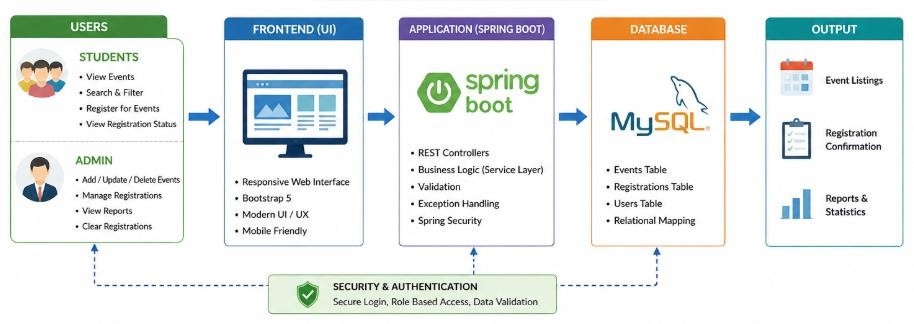 USERS
STUDENTS
• View Events
• Search & Filter
• Register for Events
• View Registration Status
ADMIN
• Add / Update / Delete Events
• Manage Registrations
• View Reports
• Clear Registrations
FRONTEND (UI)
• Responsive Web Interface
• Bootstrap 5
• Modern UI / UX
• Mobile Friendly
APPLICATION (SPRING BOOT)
spring
boot
• REST Controllers
• Business Logic (Service Layer)
• Validation
• Exception Handling
• Spring Security
DATABASE
MySQL®
• Events Table
• Registrations Table
• Users Table
• Relational Mapping
OUTPUT
Event Listings
Registration
Confirmation
Reports &
Statistics
SECURITY & AUTHENTICATION
Secure Login, Role Based Access, Data Validation